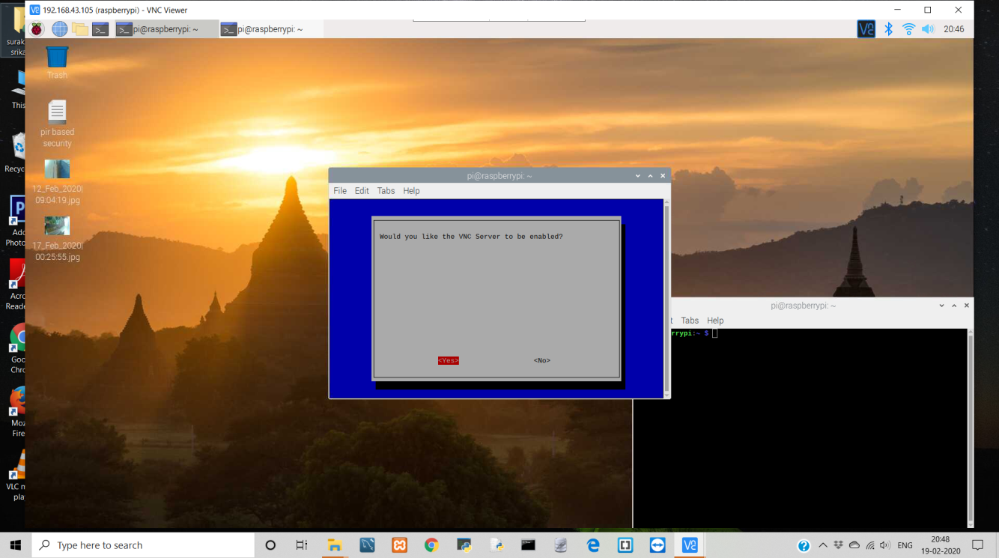 192.168.43.105 (raspberrypi) - VNC Viewer
pi@raspberrypi: ~
pi@raspberrypi: ~
20:46
Trash
pir based
security
12_Feb_2020|
09:04:19.jpg
17_Feb_2020|
00:25:55.jpg
surak
srika
This
Recyc
Ado
Photo
Acro
Reade
Goo
Chro
Moz
Fire
VLC m
pla
pi@raspberrypi: ~
File Edit Tabs Help
Would you like the VNC Server to be enabled?
<Yes> <No>
pi@raspberrypi: ~
t Tabs Help
rrypi:~ $
Type here to search
ENG
20:48
19-02-2020